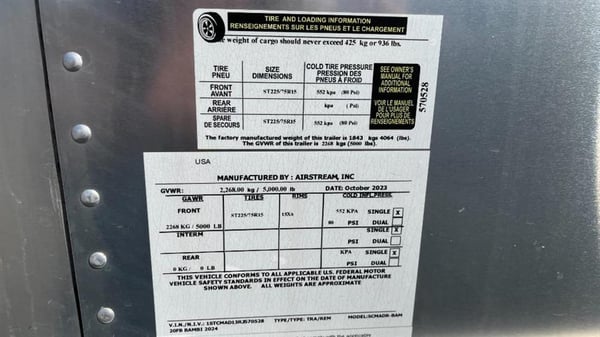 TIRE AND LOADING INFORMATION
RENSEIGNEMENTS SUR LES PNEUS ET LE CHARGEMENT
weight of cargo should never exceed 425 kg or 936 lbs.
TIRE PNEU SIZE DIMENSIONS COLD TIRE PRESSURE PRESSION DES PNEUS À FROID
FRONT AVANT ST225/75R15 552 kpa (80 Psi)
REAR ARRIÈRE kpa ( Psi)
SPARE DE SECOURS ST225/75R15 552 kpa (80 Psi)
SEE OWNER'S
MANUAL FOR
ADDITIONAL
INFORMATION
VOIR LE MANUEL
DE L'USAGER
POUR PLUS DE
RENSEIGNEMENTS
570528
The factory manufactured weight of this trailer is 1843 kgs 4064 (lbs).
The GVWR of this trailer is 2268 kgs (5000 lbs).
USA
MANUFACTURED BY : AIRSTREAM, INC
GVWR: 2,268.00 kg / 5,000.00 lb DATE: October 2023
GAWR TIRES RIMS COLD INFL.PRESS.
FRONT ST225/75R15 15X6 552 KPA SINGLE X
2268 KG / 5000 LB 80 PSI DUAL
INTERM SINGLE X
PSI DUAL
REAR KPA SINGLE X
0 KG / 0 LB PSI DUAL
THIS VEHICLE CONFORMS TO ALL APPLICABLE U.S. FEDERAL MOTOR
VEHICLE SAFETY STANDARDS IN EFFECT ON THE DATE OF MANUFACTURE
SHOWN ABOVE. ALL WEIGHTS ARE APPROXIMATE
V.I.N./N.I.V.: 1STCMAD13RJ570528 TYPE/TYPE: TRA/REM MODEL:SCMADR-BAM
20FB BAMBI 2024